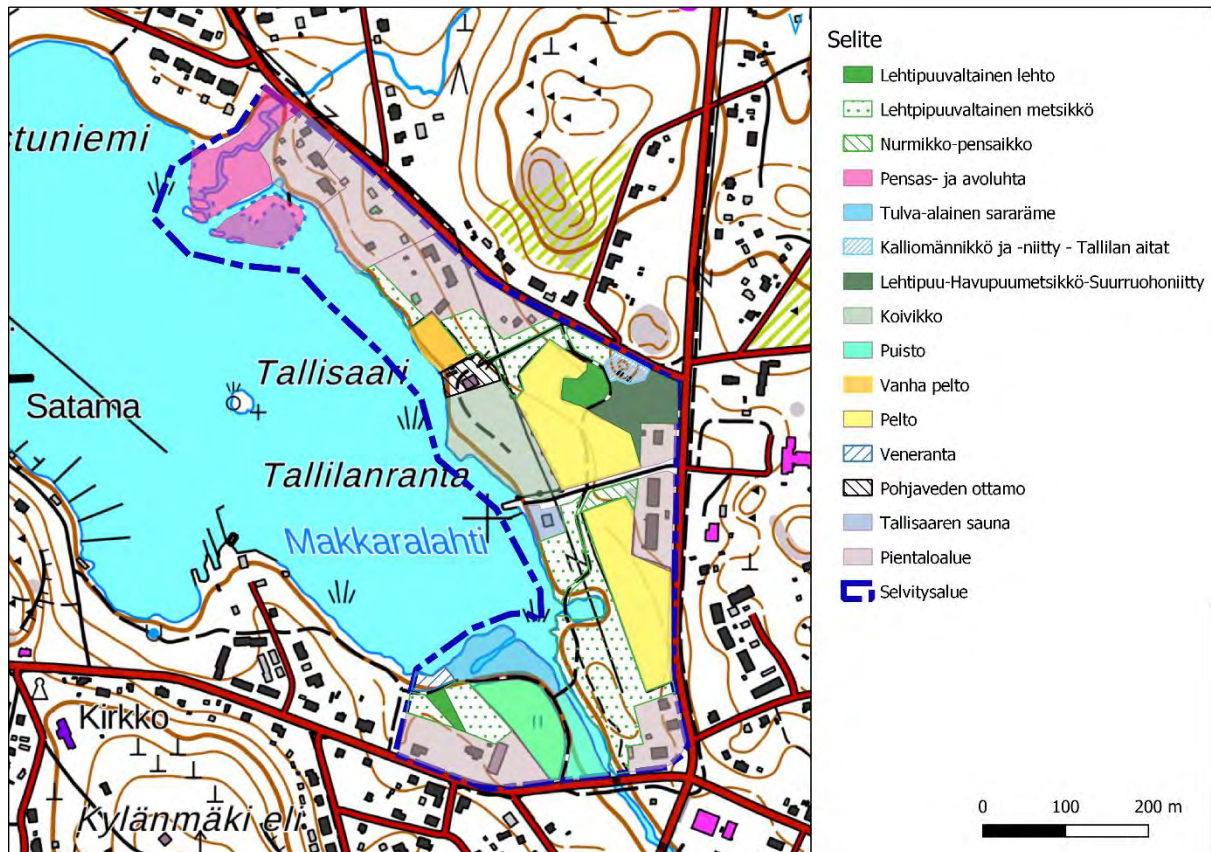 stuniemi
Tallisaari
Satama
Tallilanranta
Makkaralahti
Kirkko
Kylänmäki eli
Selite
Lehtipuuvaltainen lehto
Lehtpipuuvaltainen metsikkö
Nurmikko-pensaikko
Pensas- ja avoluhta
Tulva-alainen sararäme
Kalliomännikkö ja -niitty - Tallilan aitat
Lehtipuu-Havupuumetsikkö-Suurruohoniitty
Koivikko
Puisto
Vanha pelto
Pelto
Veneranta
Pohjaveden ottamo
Tallisaaren sauna
Pientaloalue
Selvitysalue
0 100 200 m